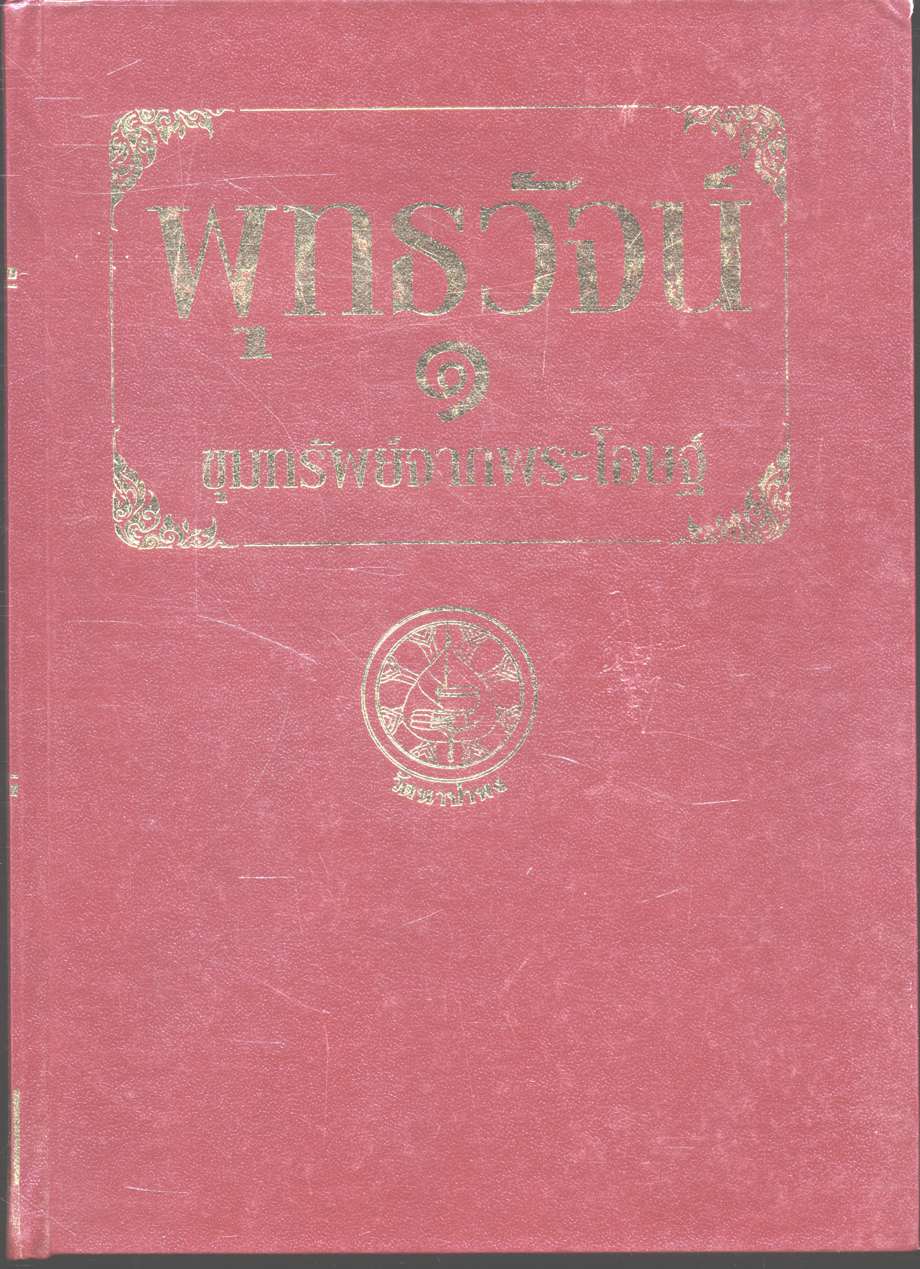 พุทธวัจน์
๑
ขุมทรัพย์จากพระโอษฐ์
วัดนาป่าพง